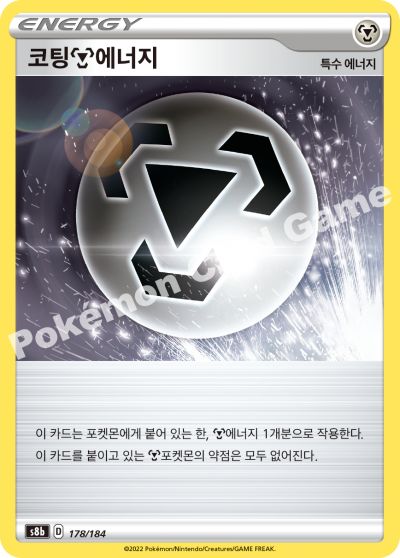 ENERGY
코팅 에너지
특수 에너지
Pokémon Card Game
이 카드는 포켓몬에게 붙어 있는 한, 에너지 1개분으로 작용한다.
이 카드를 붙이고 있는 포켓몬의 약점은 모두 없어진다.
s8b D 178/184
©2022 Pokémon/Nintendo/Creatures/GAME FREAK.